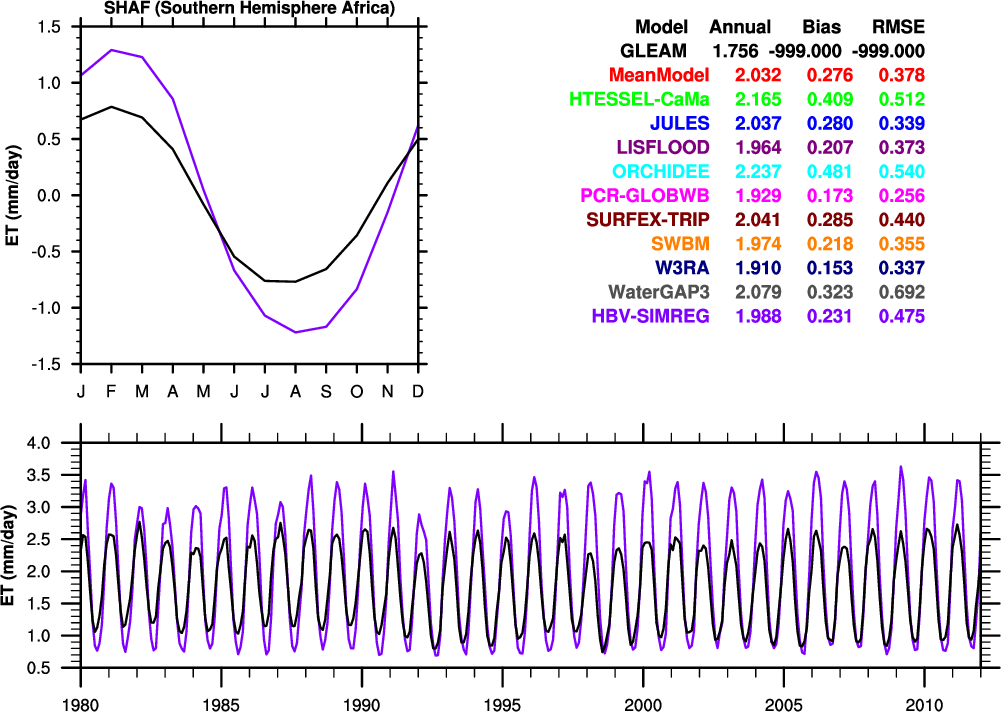 SHAF (Southern Hemisphere Africa)
1.5
1.0
0.5
0.0
-0.5
-1.0
-1.5
ET (mm/day)
J F M A M J J A S O N D
Model Annual Bias RMSE
GLEAM 1.756 -999.000 -999.000
MeanModel 2.032 0.276 0.378
HTESSEL-CaMa 2.165 0.409 0.512
JULES 2.037 0.280 0.339
LISFLOOD 1.964 0.207 0.373
ORCHIDEE 2.237 0.481 0.540
PCR-GLOBWB 1.929 0.173 0.256
SURFEX-TRIP 2.041 0.285 0.440
SWBM 1.974 0.218 0.355
W3RA 1.910 0.153 0.337
WaterGAP3 2.079 0.323 0.692
HBV-SIMREG 1.988 0.231 0.475
4.0
3.5
3.0
2.5
2.0
1.5
1.0
0.5
ET (mm/day)
1980 1985 1990 1995 2000 2005 2010